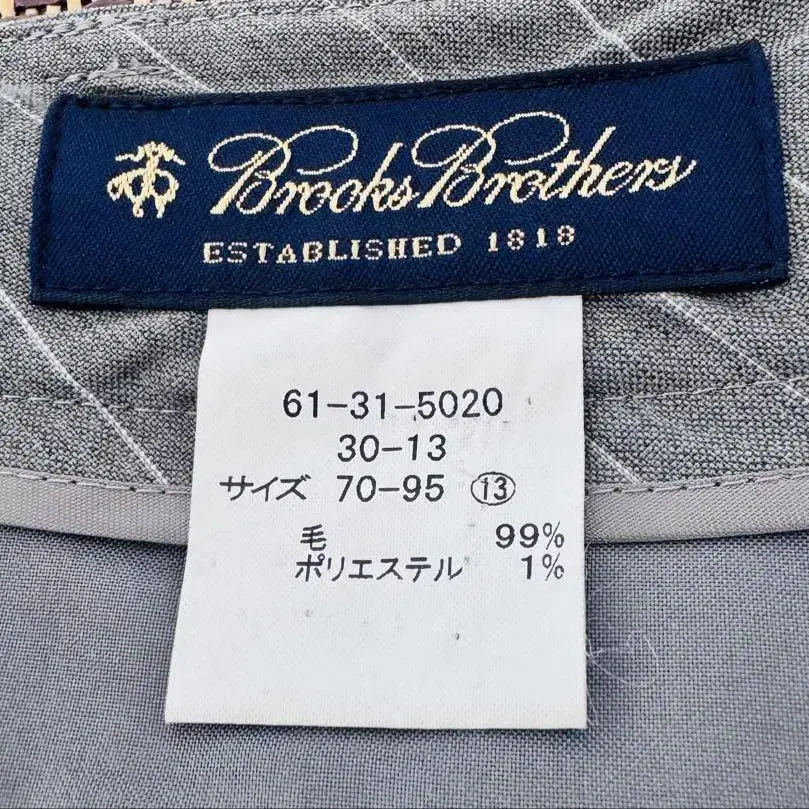 Brooks Brothers
ESTABLISHED 1818
61-31-5020
30-13
サイズ 70-95 ⑬
毛 99%
ポリエステル 1%